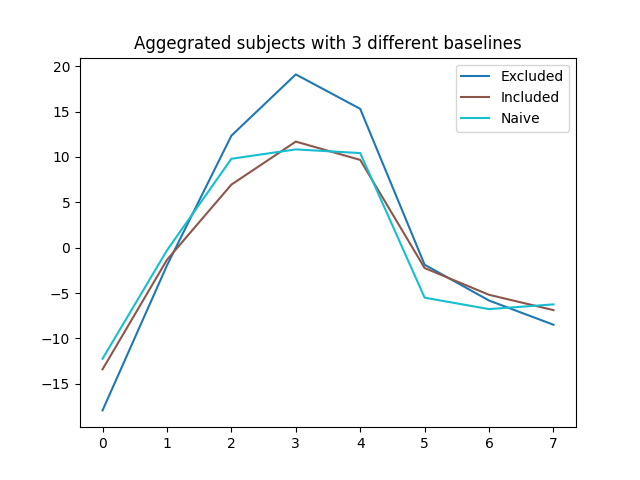 Aggegrated subjects with 3 different baselines
20
15
10
5
0
−5
−10
−15
Excluded
Included
Naive
0 1 2 3 4 5 6 7